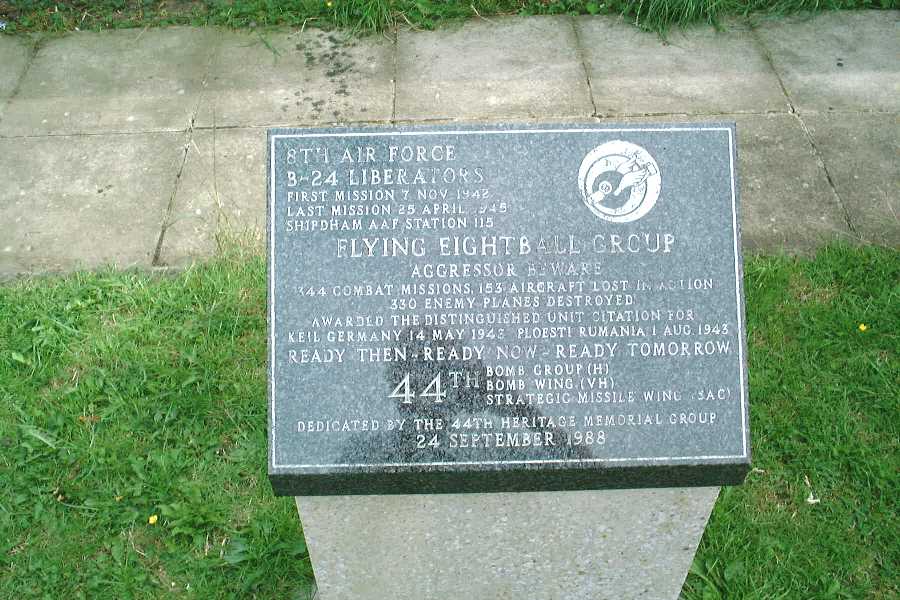 8TH AIR FORCE
B-24 LIBERATORS
FIRST MISSION 7 NOV. 1942
LAST MISSION 25 APRIL 1945
SHIPDHAM AAF STATION 115
FLYING EIGHTBALL GROUP
AGGRESSOR BEWARE
344 COMBAT MISSIONS, 153 AIRCRAFT LOST IN ACTION
330 ENEMY PLANES DESTROYED
AWARDED THE DISTINGUISHED UNIT CITATION FOR
KEIL GERMANY 14 MAY 1943 PLOESTI RUMANIA 1 AUG. 1943
READY THEN - READY NOW - READY TOMORROW
44TH
BOMB GROUP (H)
BOMB WING (VH)
STRATEGIC MISSILE WING (SAC)
DEDICATED BY THE 44TH HERITAGE MEMORIAL GROUP
24 SEPTEMBER 1988